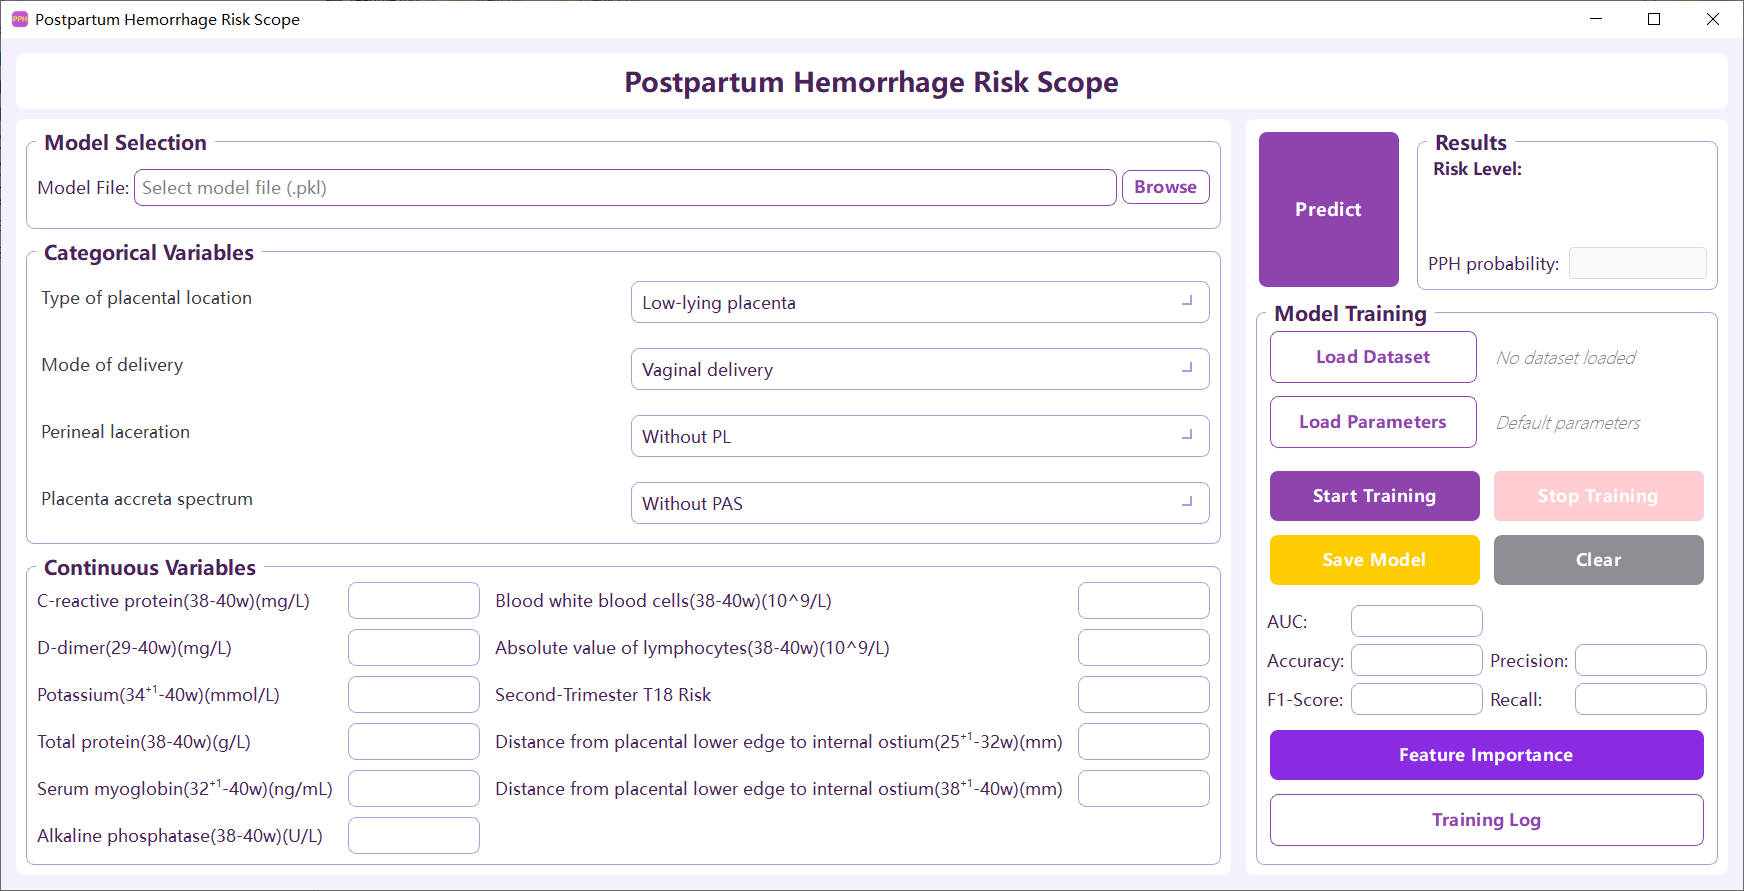 PPH Postpartum Hemorrhage Risk Scope
Postpartum Hemorrhage Risk Scope
Model Selection
Model File: Select model file (.pkl) Browse
Categorical Variables
Type of placental location Low-lying placenta
Mode of delivery Vaginal delivery
Perineal laceration Without PL
Placenta accreta spectrum Without PAS
Continuous Variables
C-reactive protein(38-40w)(mg/L) Blood white blood cells(38-40w)(10^9/L)
D-dimer(29-40w)(mg/L) Absolute value of lymphocytes(38-40w)(10^9/L)
Potassium(34⁺¹-40w)(mmol/L) Second-Trimester T18 Risk
Total protein(38-40w)(g/L) Distance from placental lower edge to internal ostium(25⁺¹-32w)(mm)
Serum myoglobin(32⁺¹-40w)(ng/mL) Distance from placental lower edge to internal ostium(38⁺¹-40w)(mm)
Alkaline phosphatase(38-40w)(U/L)
Predict
Results
Risk Level:
PPH probability:
Model Training
Load Dataset No dataset loaded
Load Parameters Default parameters
Start Training Stop Training
Save Model Clear
AUC:
Accuracy: Precision:
F1-Score: Recall:
Feature Importance
Training Log